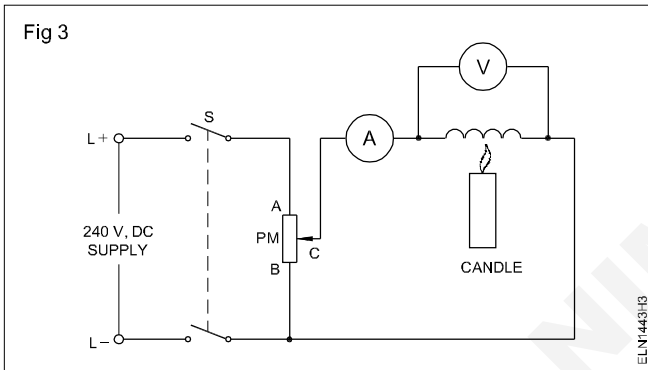 Fig 3
V
S
L+
A
A
240 V, DC
SUPPLY
PM
C
B
CANDLE
L–
ELN1443H3